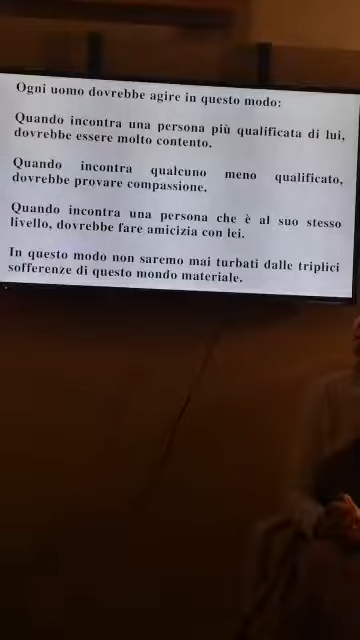 Ogni uomo dovrebbe agire in questo modo:
Quando incontra una persona più qualificata di lui,
dovrebbe essere molto contento.
Quando incontra qualcuno meno qualificato,
dovrebbe provare compassione.
Quando incontra una persona che è al suo stesso
livello, dovrebbe fare amicizia con lei.
In questo modo non saremo mai turbati dalle triplici
sofferenze di questo mondo materiale.